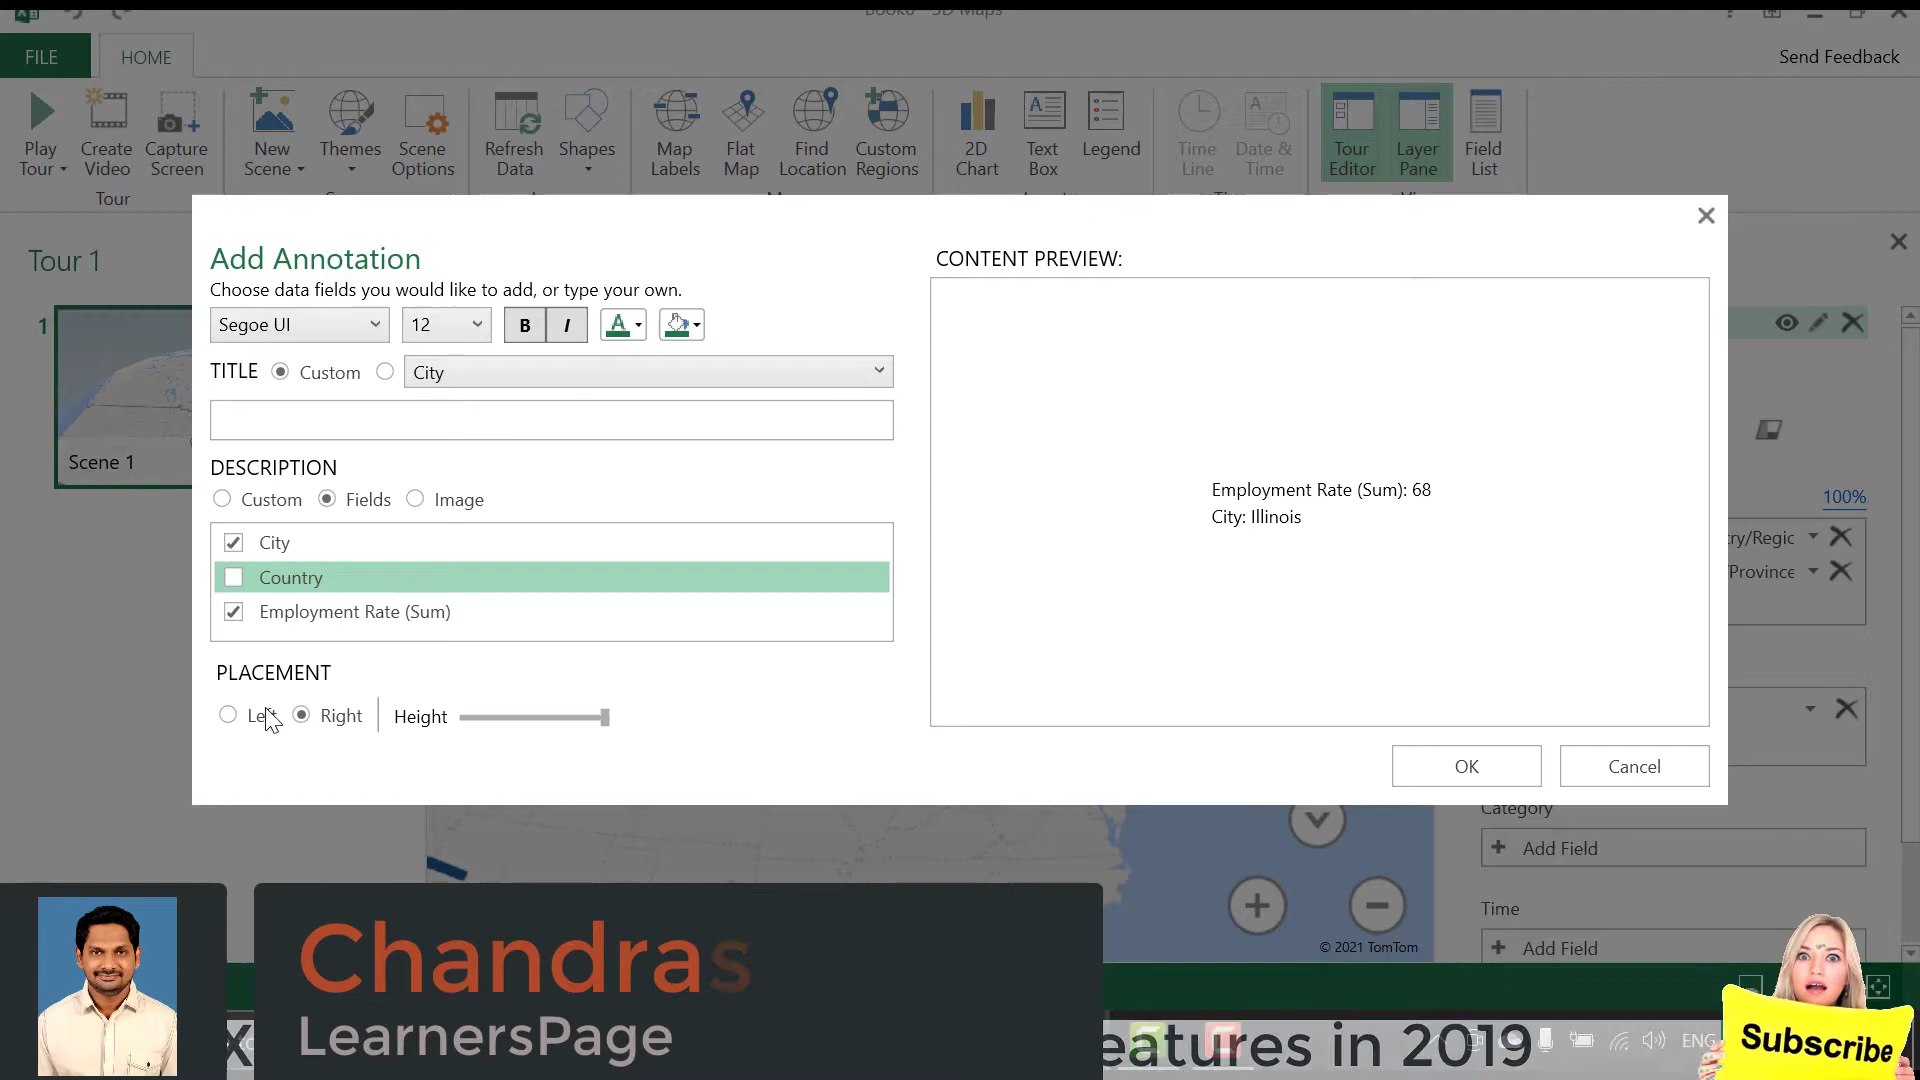 FILE
HOME
Send Feedback
Play Tour
Create Video
Capture Screen
New Scene
Themes
Scene Options
Refresh Data
Shapes
Map Labels
Flat Map
Find Location
Custom Regions
2D Chart
Text Box
Legend
Time Line
Date & Time
Tour Editor
Layer Pane
Field List
Tour
Tour 1
1
Scene 1
Add Annotation
Choose data fields you would like to add, or type your own.
Segoe UI
12
B
I
A
TITLE
Custom
City
DESCRIPTION
Custom
Fields
Image
City
Country
Employment Rate (Sum)
PLACEMENT
Right
Height
CONTENT PREVIEW:
Employment Rate (Sum): 68
City: Illinois
OK
Cancel
100%
ry/Regic
/Province
Category
Add Field
Time
Add Field
© 2021 TomTom
Chandras
LearnersPage
eatures in 2019
ENG
Subscribe